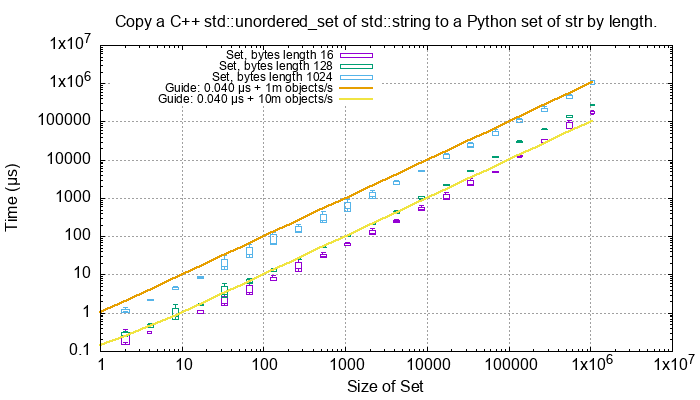 Copy a C++ std::unordered_set of std::string to a Python set of str by length.
1x10^7
1x10^6
100000
10000
1000
100
10
1
0.1
Time (μs)
Set, bytes length 16
Set, bytes length 128
Set, bytes length 1024
Guide: 0.040 μs + 1m objects/s
Guide: 0.040 μs + 10m objects/s
1 10 100 1000 10000 100000 1x10^6 1x10^7
Size of Set